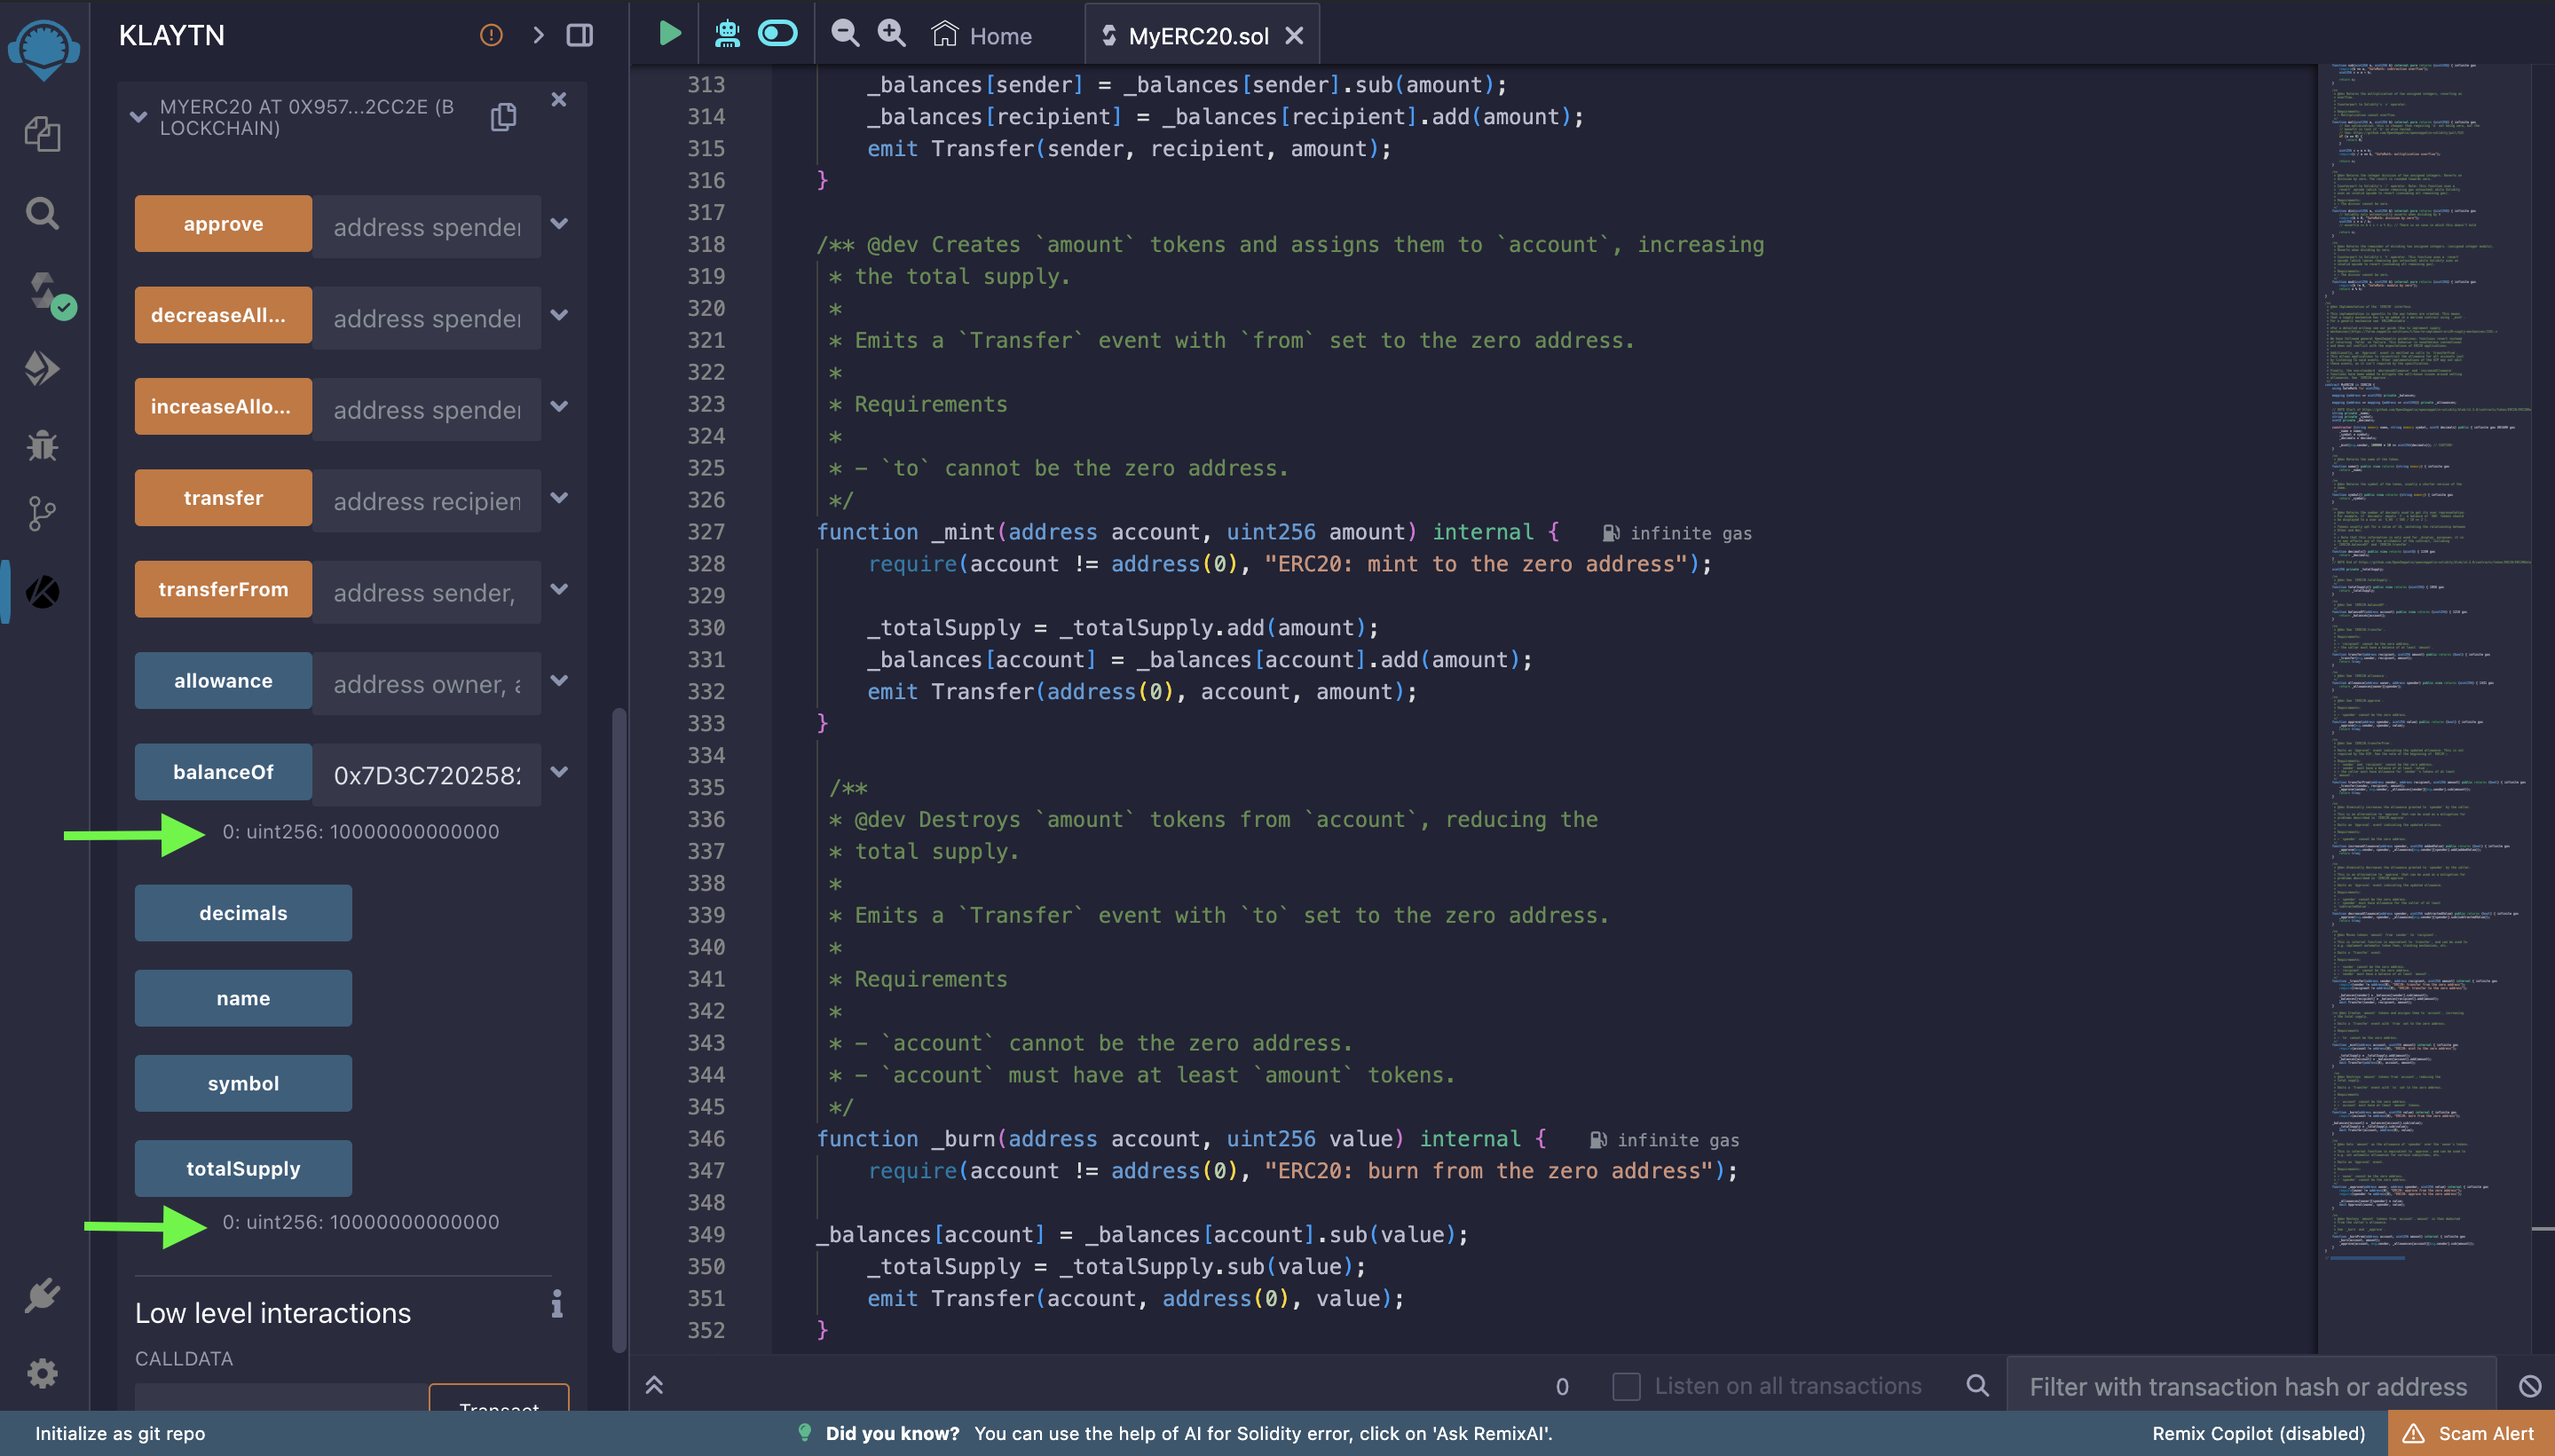 KLAYTN
MYERC20 AT 0X957...2CC2E (B
LOCKCHAIN)
approve
address spender
decreaseAll...
address spender
increaseAllo...
address spender
transfer
address recipien
transferFrom
address sender,
allowance
address owner, a
balanceOf
0x7D3C7202582
0: uint256: 10000000000000
decimals
name
symbol
totalSupply
0: uint256: 10000000000000
Low level interactions
CALLDATA
Transact
Home
MyERC20.sol
313 _balances[sender] = _balances[sender].sub(amount);
314 _balances[recipient] = _balances[recipient].add(amount);
315 emit Transfer(sender, recipient, amount);
316 }
317
318 /** @dev Creates `amount` tokens and assigns them to `account`, increasing
319 * the total supply.
320 *
321 * Emits a `Transfer` event with `from` set to the zero address.
322 *
323 * Requirements
324 *
325 * - `to` cannot be the zero address.
326 */
327 function _mint(address account, uint256 amount) internal { infinite gas
328 require(account != address(0), "ERC20: mint to the zero address");
329
330 _totalSupply = _totalSupply.add(amount);
331 _balances[account] = _balances[account].add(amount);
332 emit Transfer(address(0), account, amount);
333 }
334
335 /**
336 * @dev Destroys `amount` tokens from `account`, reducing the
337 * total supply.
338 *
339 * Emits a `Transfer` event with `to` set to the zero address.
340 *
341 * Requirements
342 *
343 * - `account` cannot be the zero address.
344 * - `account` must have at least `amount` tokens.
345 */
346 function _burn(address account, uint256 value) internal { infinite gas
347 require(account != address(0), "ERC20: burn from the zero address");
348
349 _balances[account] = _balances[account].sub(value);
350 _totalSupply = _totalSupply.sub(value);
351 emit Transfer(account, address(0), value);
352 }
0
Listen on all transactions
Filter with transaction hash or address
Initialize as git repo
Did you know? You can use the help of AI for Solidity error, click on 'Ask RemixAI'.
Remix Copilot (disabled)
Scam Alert